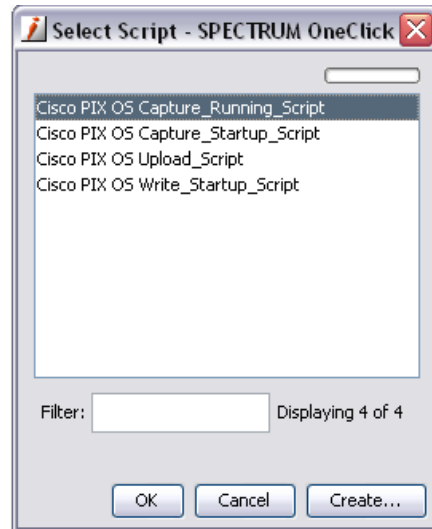 Select Script - SPECTRUM OneClick
Cisco PIX OS Capture_Running_Script
Cisco PIX OS Capture_Startup_Script
Cisco PIX OS Upload_Script
Cisco PIX OS Write_Startup_Script
Filter: Displaying 4 of 4
OK Cancel Create...